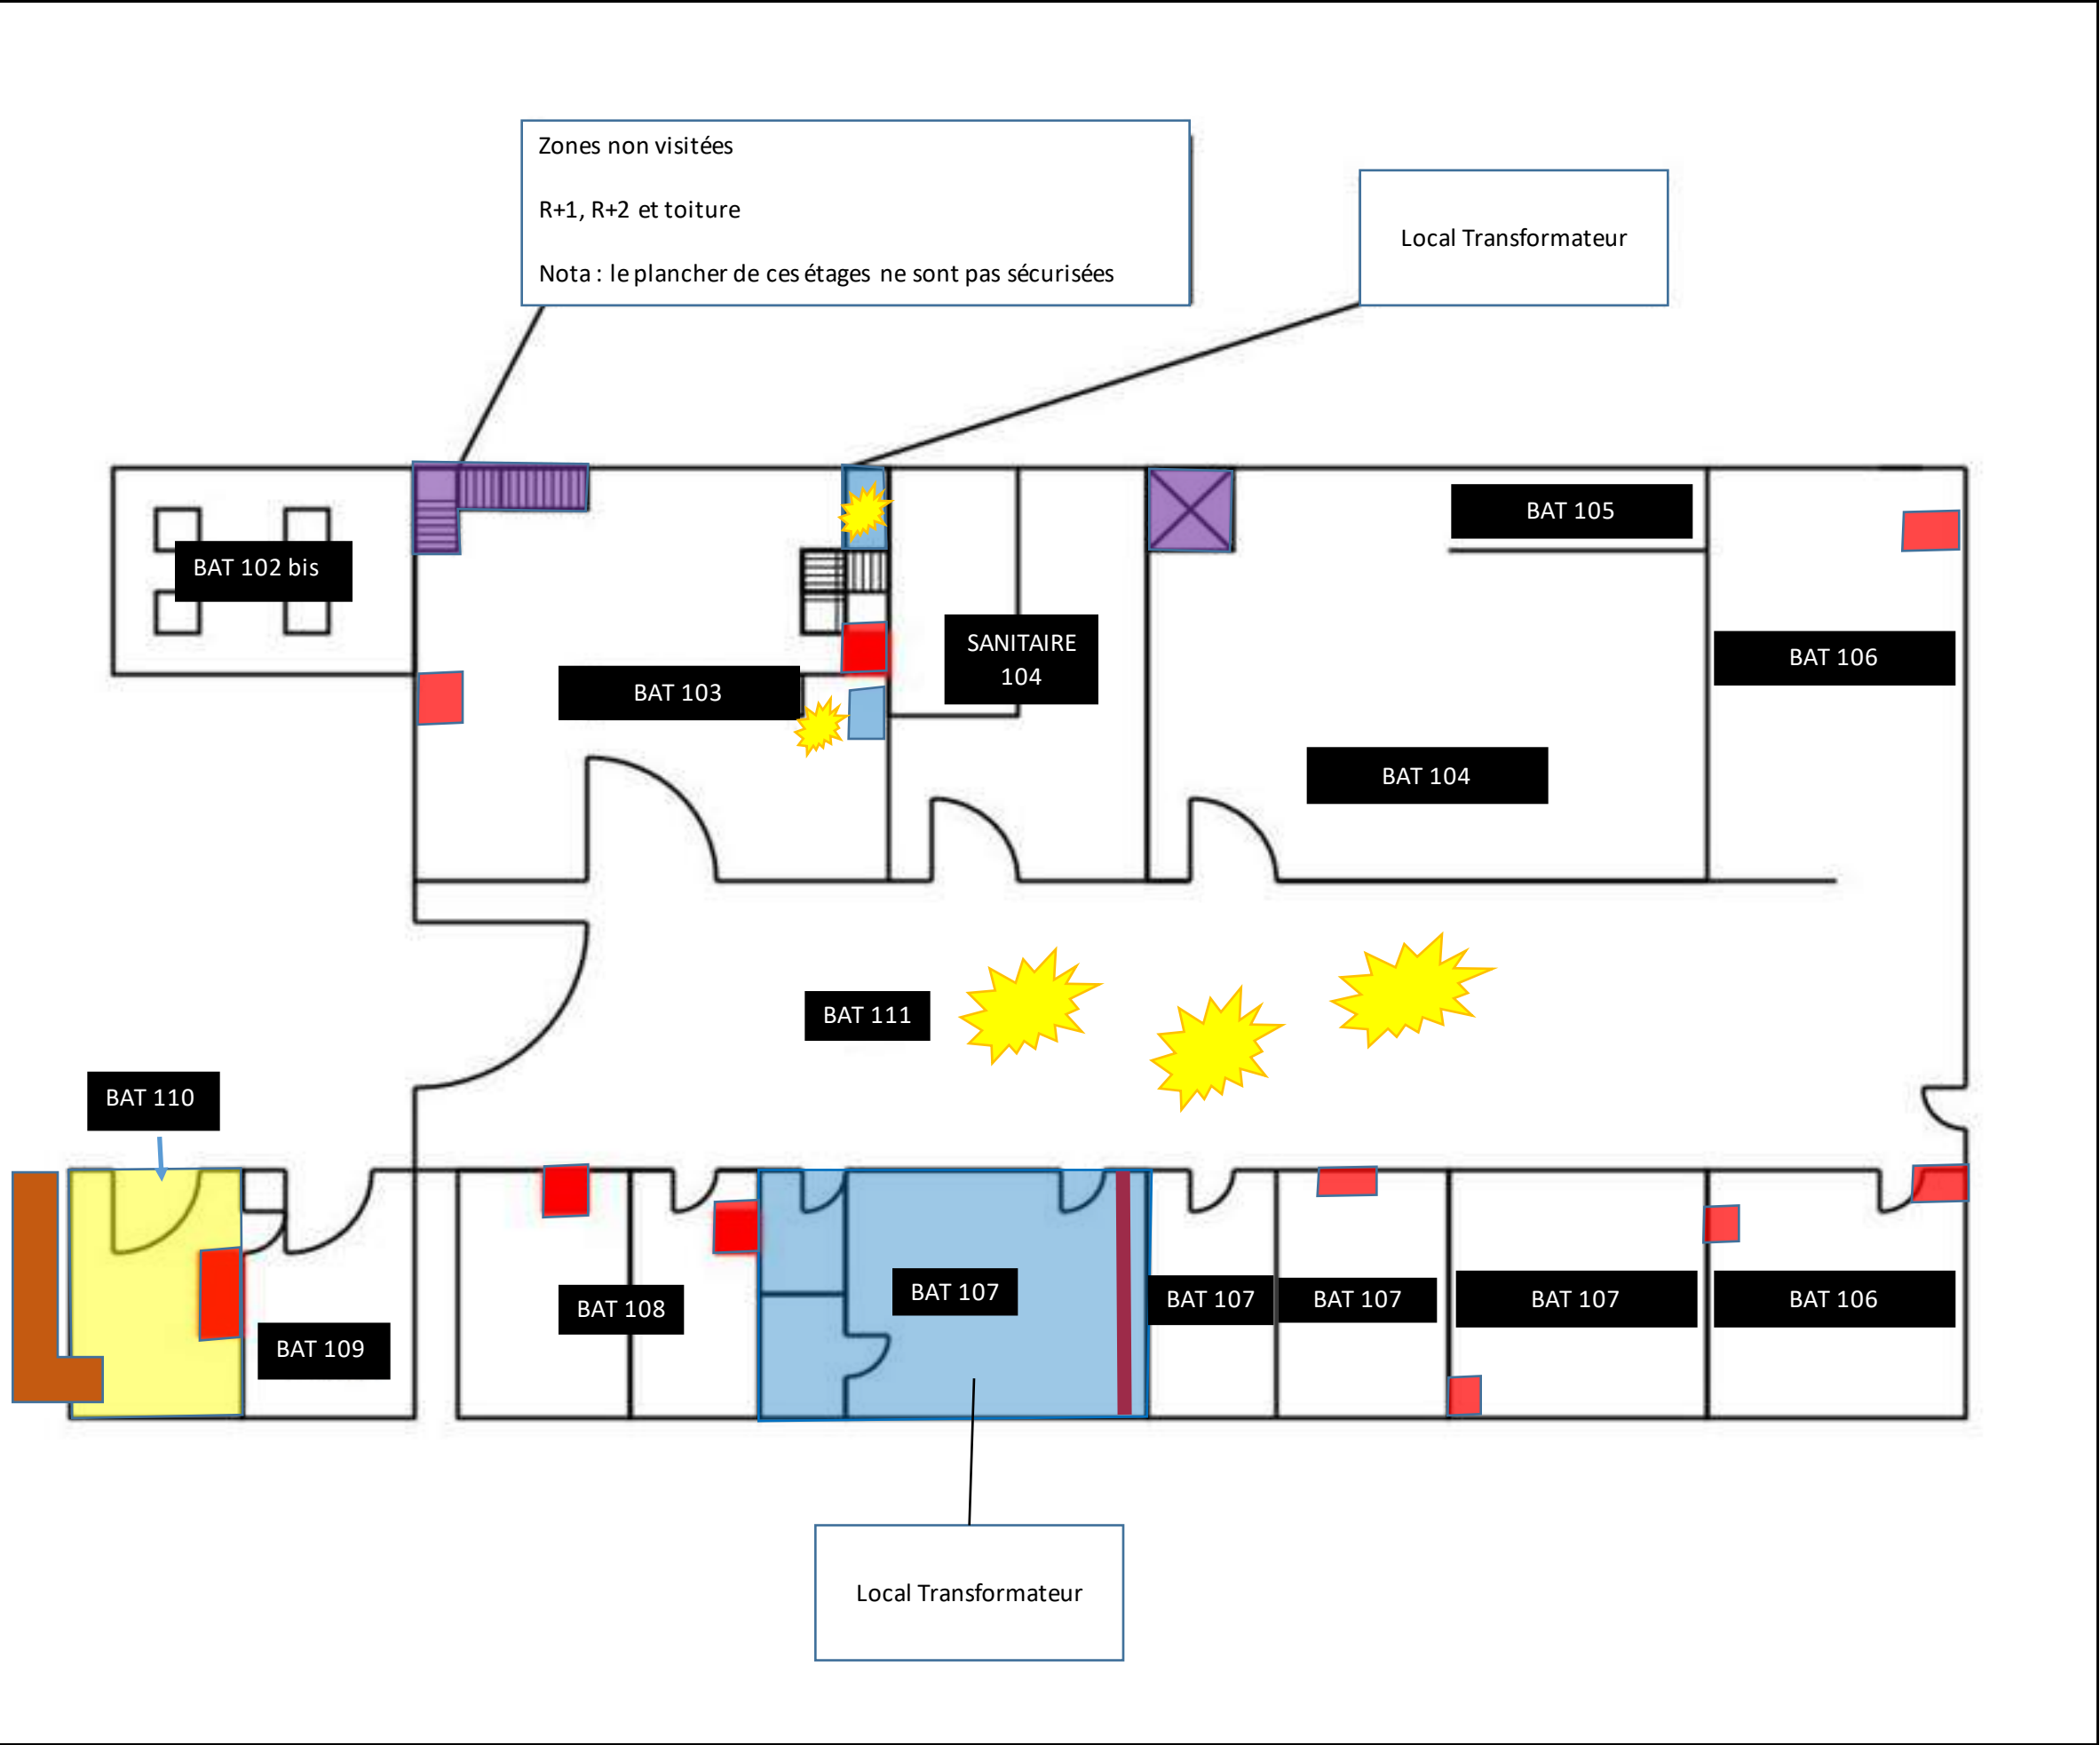 Zones non visitées
R+1, R+2 et toiture
Nota : le plancher de ces étages ne sont pas sécurisées
Local Transformateur
BAT 102 bis
BAT 103
SANITAIRE
104
BAT 105
BAT 106
BAT 104
BAT 111
BAT 110
BAT 109
BAT 108
BAT 107
BAT 107
BAT 107
BAT 107
BAT 106
Local Transformateur